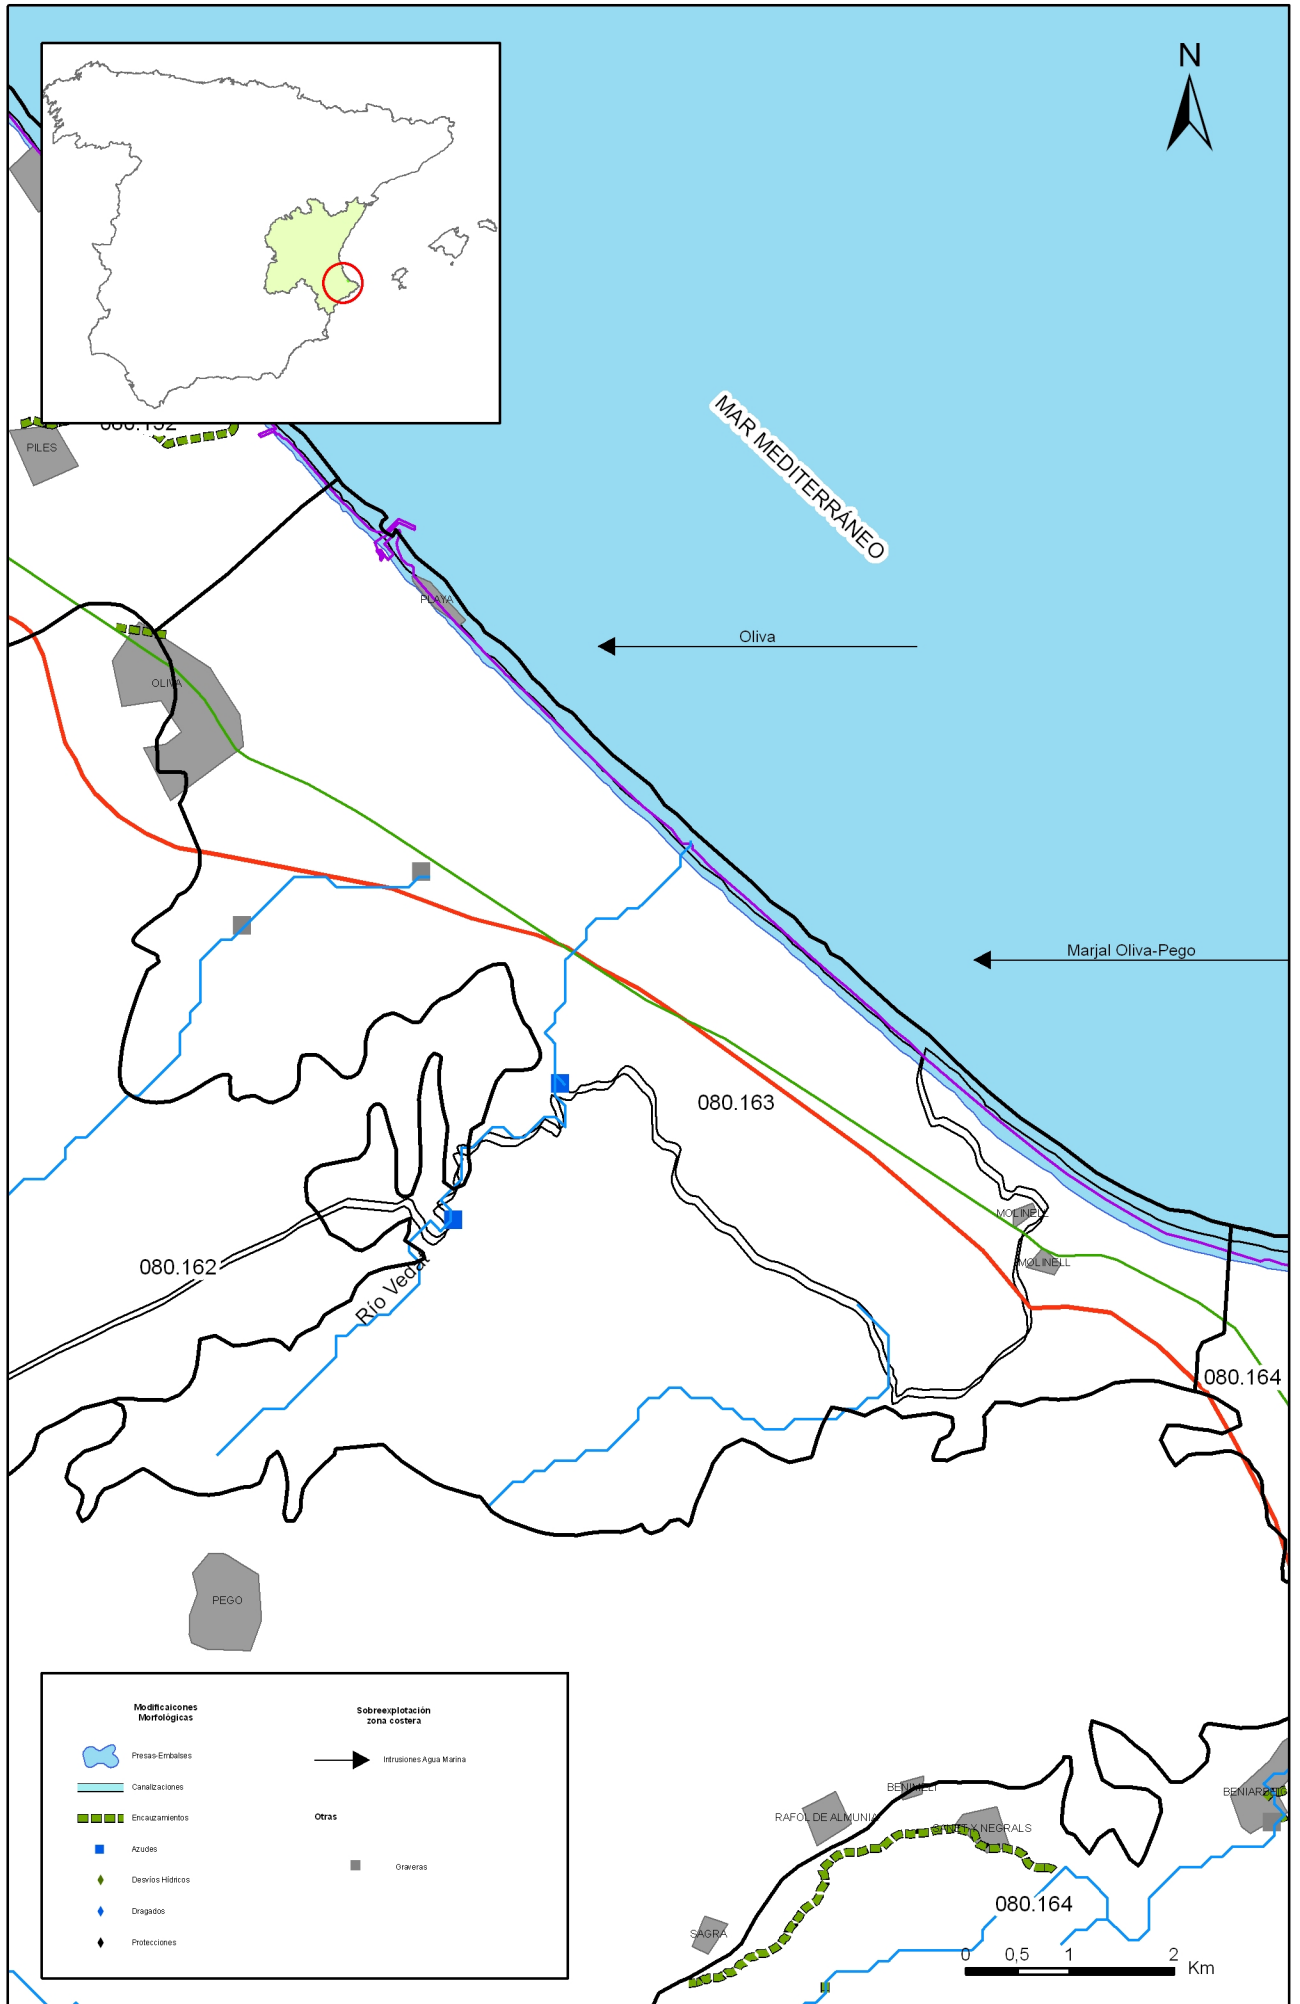 N
MAR MEDITERRÁNEO
PILES
PLAYA
Oliva
OLIVA
Marjal Oliva-Pego
080.163
MOLINELL
080.162
MOLINELL
Río Vedat
080.164
PEGO
Modificaicones
Morfológicas
Presas-Embalses
Canalizaciones
Encauzamientos
Azudes
Desvíos Hídricos
Dragados
Protecciones
Sobreexplotación
zona costera
Intrusiones Agua Marina
Otras
Graveras
BENIMELI
RAFOL DE ALMUNIA
SANET Y NEGRALS
SAGRA
080.164
0 0,5 1 2
Km